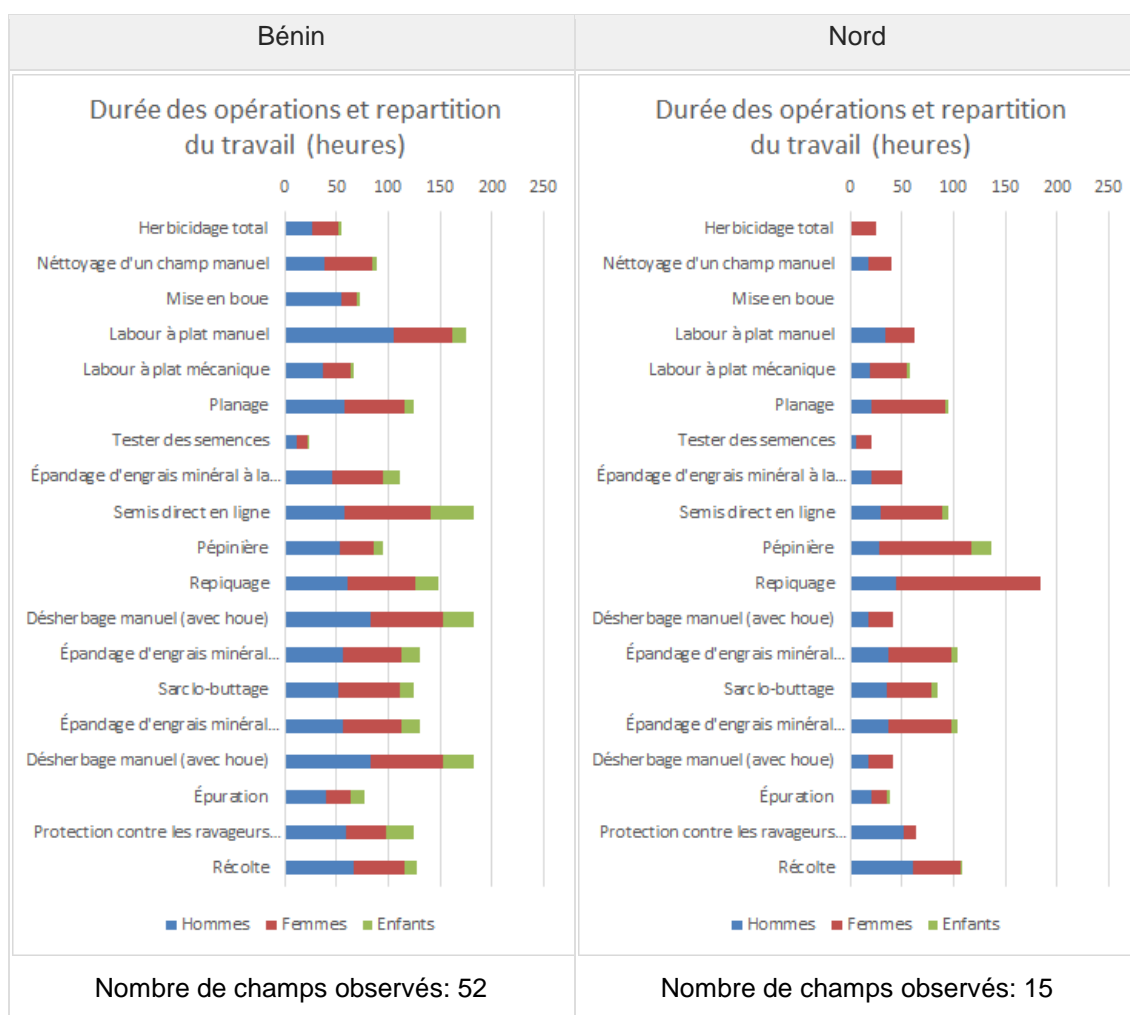 Bénin
Durée des opérations et repartition
du travail (heures)
0 50 100 150 200 250
Herbicidage total
Néttoyage d'un champ manuel
Mise en boue
Labour à plat manuel
Labour à plat mécanique
Planage
Tester des semences
Épandage d'engrais minéral à la...
Semis direct en ligne
Pépinière
Repiquage
Désherbage manuel (avec houe)
Épandage d'engrais minéral...
Sarclo-buttage
Épandage d'engrais minéral...
Désherbage manuel (avec houe)
Épuration
Protection contre les ravageurs...
Récolte
Hommes Femmes Enfants
Nombre de champs observés: 52
Nord
Durée des opérations et repartition
du travail (heures)
0 50 100 150 200 250
Herbicidage total
Néttoyage d'un champ manuel
Mise en boue
Labour à plat manuel
Labour à plat mécanique
Planage
Tester des semences
Épandage d'engrais minéral à la...
Semis direct en ligne
Pépinière
Repiquage
Désherbage manuel (avec houe)
Épandage d'engrais minéral...
Sarclo-buttage
Épandage d'engrais minéral...
Désherbage manuel (avec houe)
Épuration
Protection contre les ravageurs...
Récolte
Hommes Femmes Enfants
Nombre de champs observés: 15